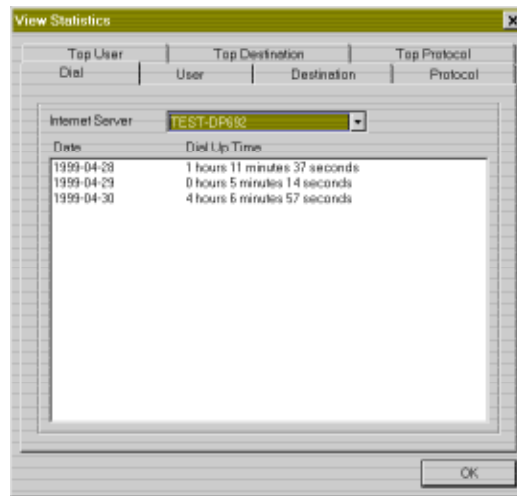 View Statistics
Top User Top Destination Top Protocol
Dial User Destination Protocol
Internet Server TEST-DP692
Date Dial Up Time
1999-04-28 1 hours 11 minutes 37 seconds
1999-04-29 0 hours 5 minutes 14 seconds
1999-04-30 4 hours 6 minutes 57 seconds
OK